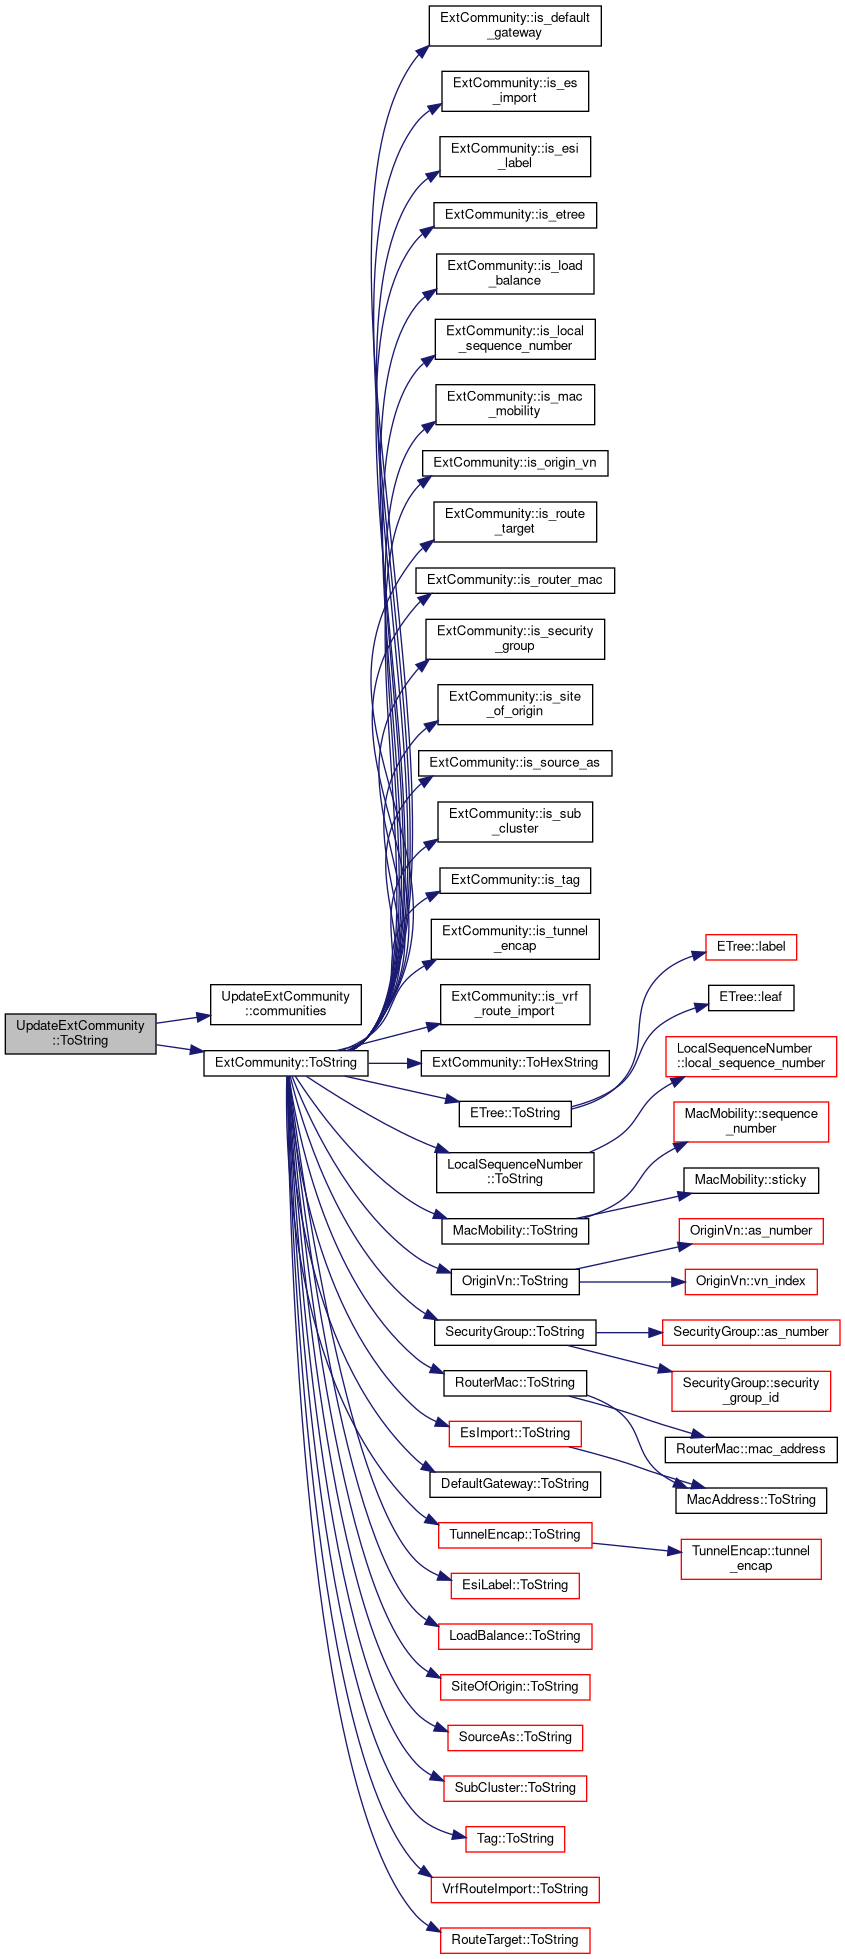 ExtCommunity::is_default
_gateway
ExtCommunity::is_es
_import
ExtCommunity::is_esi
_label
ExtCommunity::is_etree
ExtCommunity::is_load
_balance
ExtCommunity::is_local
_sequence_number
ExtCommunity::is_mac
_mobility
ExtCommunity::is_origin_vn
ExtCommunity::is_route
_target
ExtCommunity::is_router_mac
ExtCommunity::is_security
_group
ExtCommunity::is_site
_of_origin
ExtCommunity::is_source_as
ExtCommunity::is_sub
_cluster
ExtCommunity::is_tag
ExtCommunity::is_tunnel
_encap
ExtCommunity::is_vrf
_route_import
UpdateExtCommunity
::ToString
UpdateExtCommunity
::communities
ExtCommunity::ToString
ExtCommunity::ToHexString
ETree::ToString
ETree::label
ETree::leaf
LocalSequenceNumber
::ToString
LocalSequenceNumber
::local_sequence_number
MacMobility::ToString
MacMobility::sequence
_number
MacMobility::sticky
OriginVn::ToString
OriginVn::as_number
OriginVn::vn_index
SecurityGroup::ToString
SecurityGroup::as_number
SecurityGroup::security
_group_id
RouterMac::ToString
RouterMac::mac_address
EsImport::ToString
MacAddress::ToString
DefaultGateway::ToString
TunnelEncap::ToString
TunnelEncap::tunnel
_encap
EsiLabel::ToString
LoadBalance::ToString
SiteOfOrigin::ToString
SourceAs::ToString
SubCluster::ToString
Tag::ToString
VrfRouteImport::ToString
RouteTarget::ToString